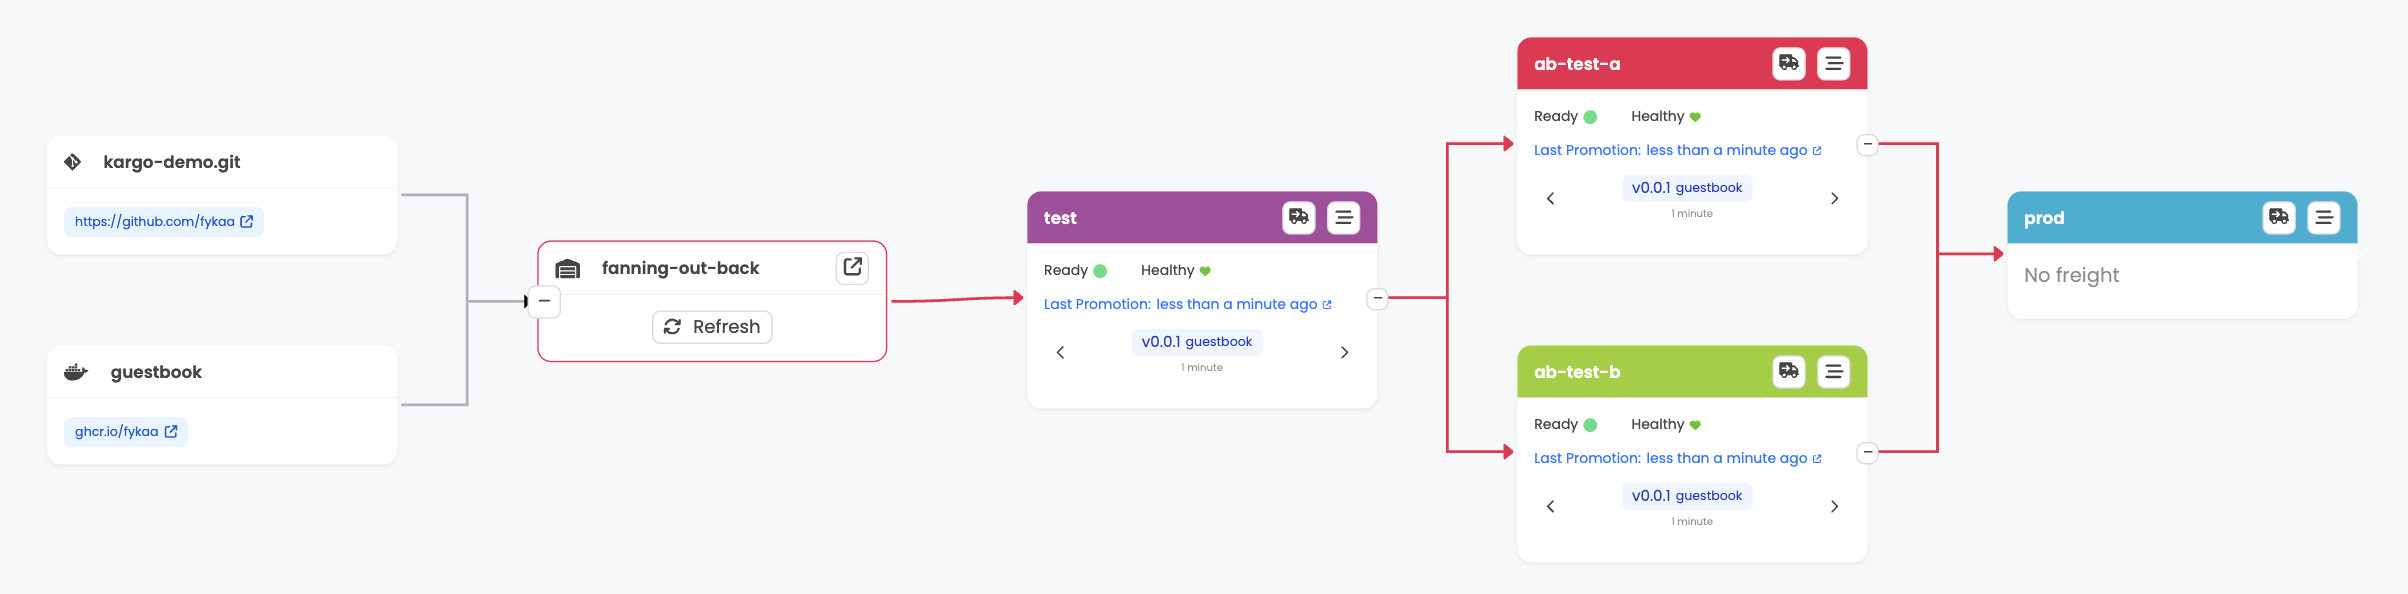 kargo-demo.git
https://github.com/fykaa
guestbook
ghcr.io/fykaa
fanning-out-back
Refresh
test
Ready Healthy
Last Promotion: less than a minute ago
v0.0.1 guestbook
1 minute
ab-test-a
Ready Healthy
Last Promotion: less than a minute ago
v0.0.1 guestbook
1 minute
ab-test-b
Ready Healthy
Last Promotion: less than a minute ago
v0.0.1 guestbook
1 minute
prod
No freight